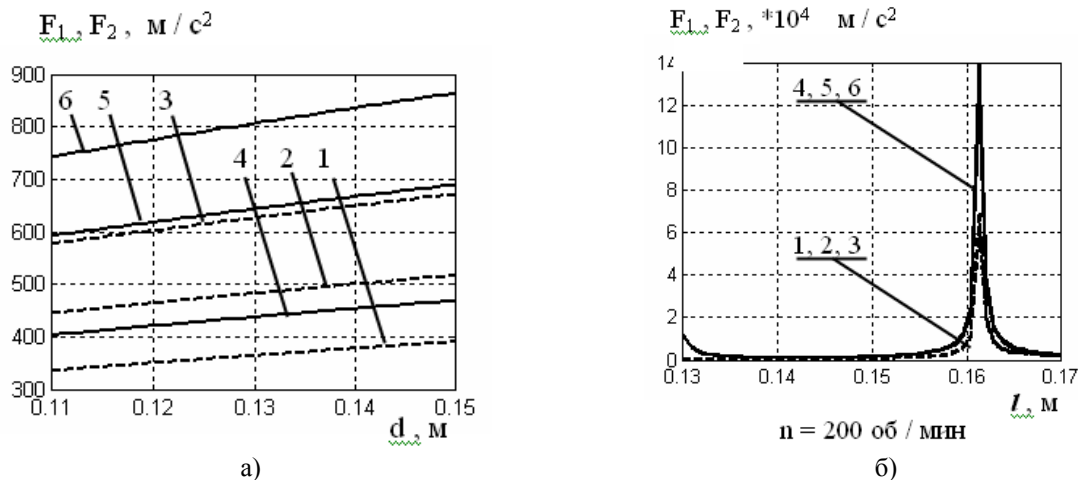 F₁ , F₂ , м / с²
900
800
700
600
500
400
300
6 5 3
4 2 1
0.11 0.12 0.13 0.14 0.15
d , м
а)
F₁ , F₂ , *10⁴ м / с²
14
12
10
8
6
4
2
0
4, 5, 6
1, 2, 3
0.13 0.14 0.15 0.16 0.17
l , м
n = 200 об / мин
б)